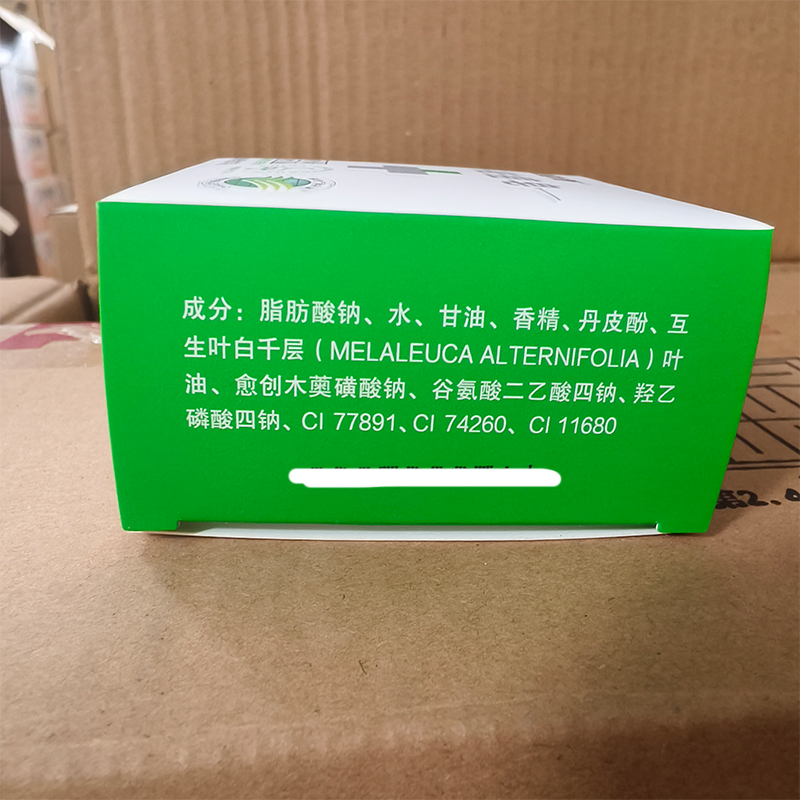 成分：脂肪酸钠、水、甘油、香精、丹皮酚、互
生叶白千层（MELALEUCA ALTERNIFOLIA）叶
油、愈创木薁磺酸钠、谷氨酸二乙酸四钠、羟乙
磷酸四钠、CI 77891、CI 74260、CI 11680